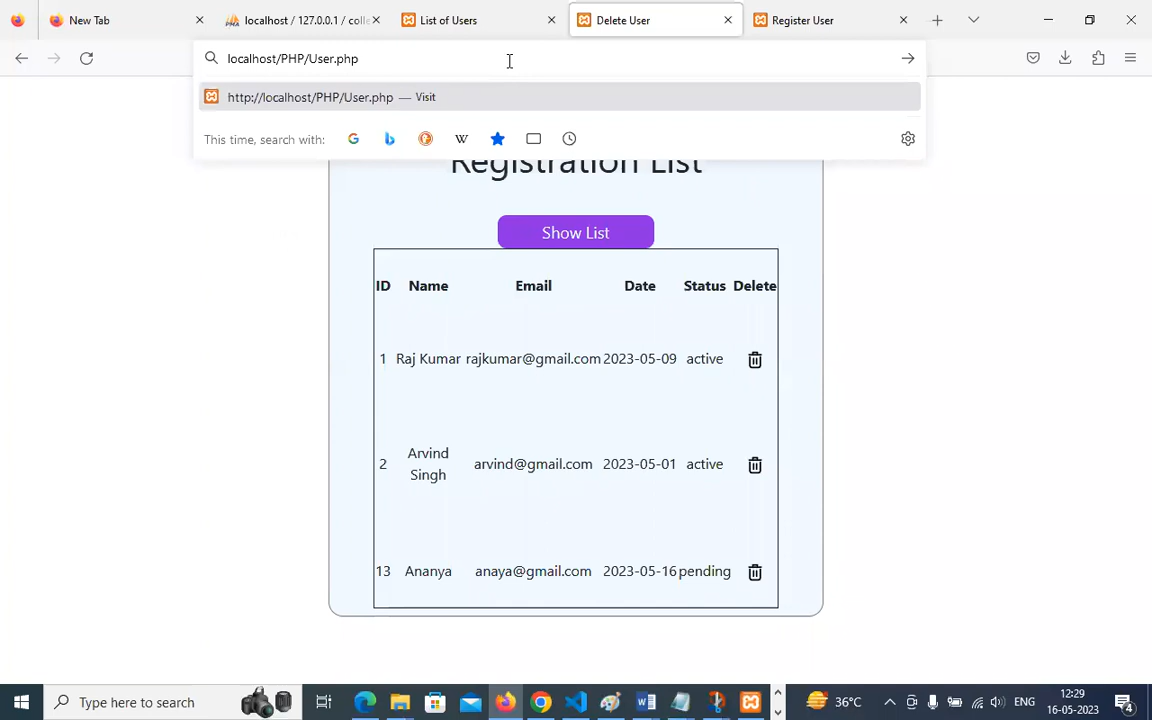 New Tab
localhost / 127.0.0.1 / colle
List of Users
Delete User
Register User
localhost/PHP/User.php
http://localhost/PHP/User.php — Visit
This time, search with:
Registration List
Show List
ID Name Email Date Status Delete
1 Raj Kumar rajkumar@gmail.com 2023-05-09 active
2 Arvind Singh arvind@gmail.com 2023-05-01 active
13 Ananya anaya@gmail.com 2023-05-16 pending
Type here to search
36°C
ENG
12:29
16-05-2023
4